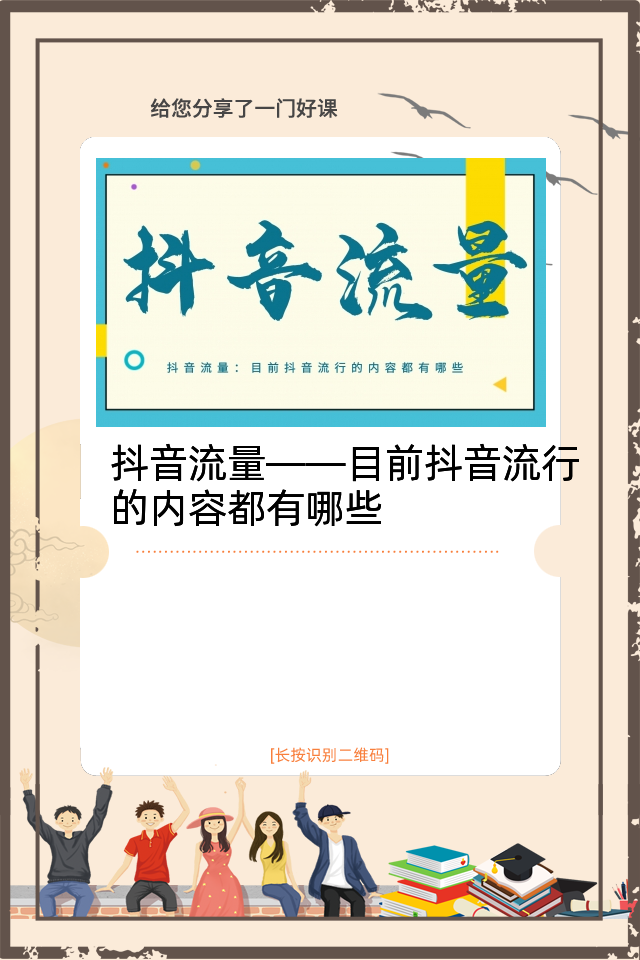 给您分享了一门好课
抖音流量
抖音流量：目前抖音流行的内容都有哪些
抖音流量——目前抖音流行
的内容都有哪些
[长按识别二维码]